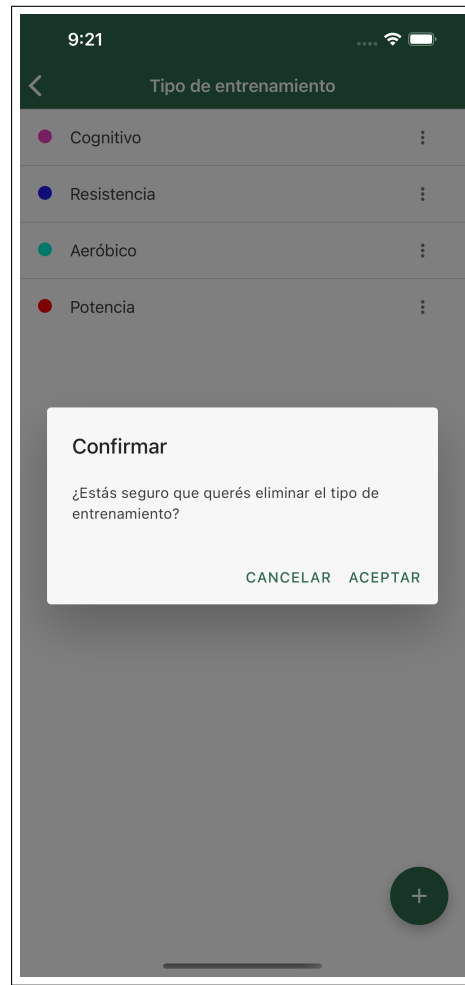 9:21
Tipo de entrenamiento
Cognitivo
Resistencia
Aeróbico
Potencia
Confirmar
¿Estás seguro que querés eliminar el tipo de
entrenamiento?
CANCELAR ACEPTAR
+